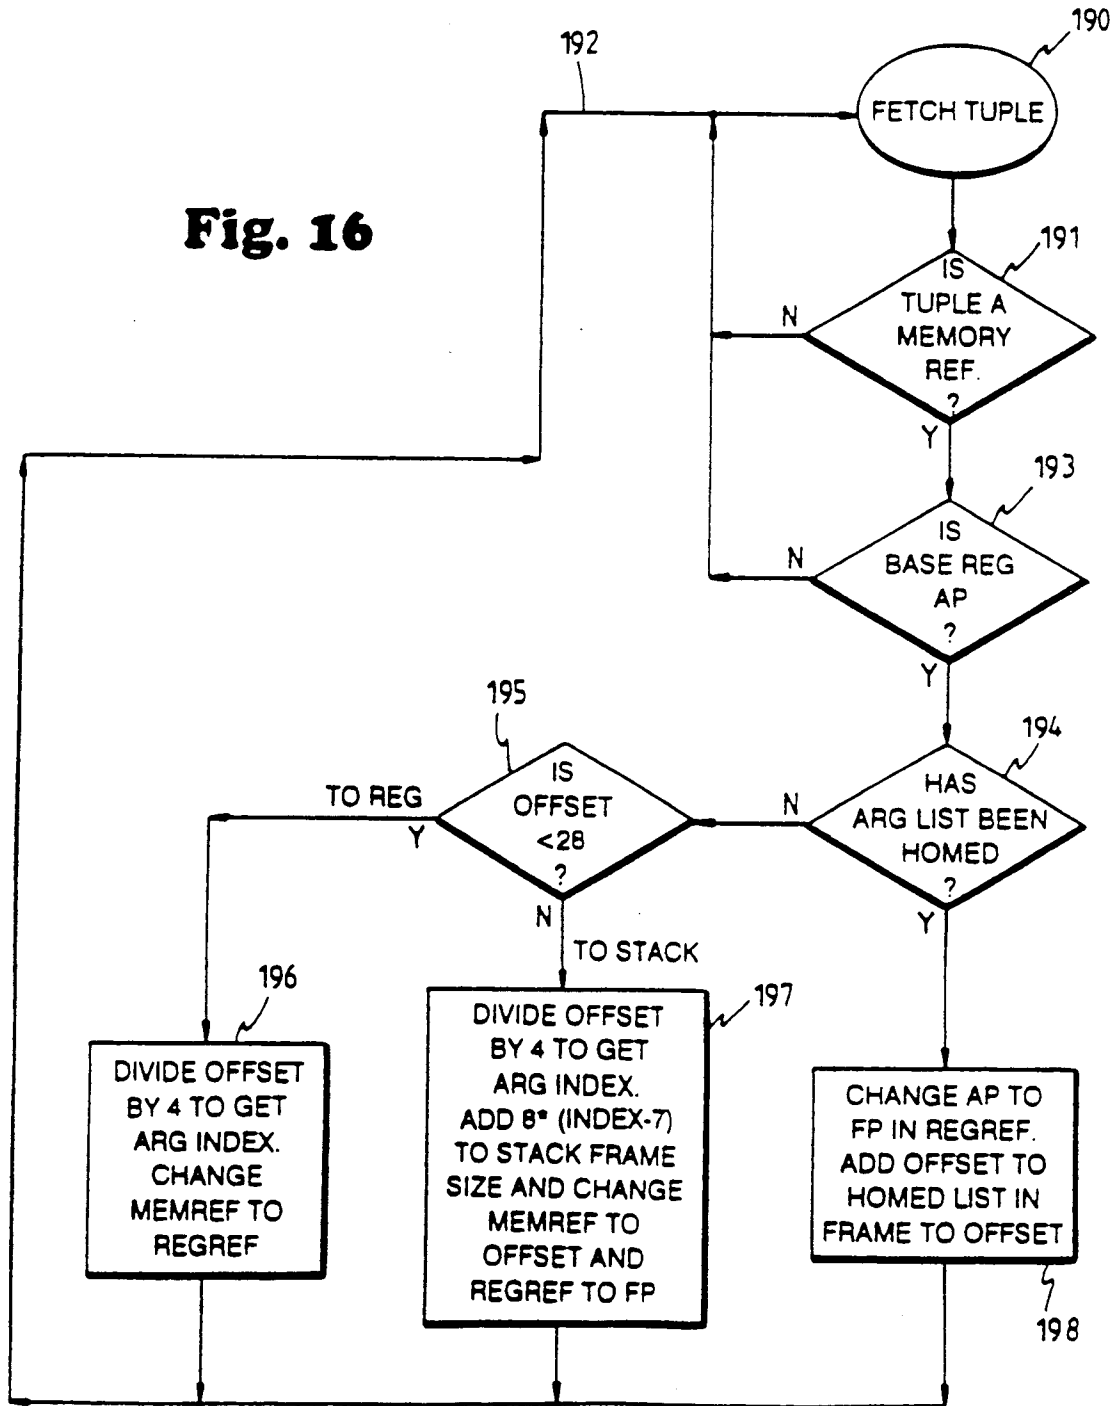 190
192
FETCH TUPLE
Fig. 16
191
IS
TUPLE A
MEMORY
REF.
?
N
Y
193
IS
BASE REG
AP
?
N
Y
195
194
IS
OFFSET
<28
?
TO REG
Y
N
HAS
ARG LIST BEEN
HOMED
?
N
Y
TO STACK
196
197
DIVIDE OFFSET
BY 4 TO GET
ARG INDEX.
CHANGE
MEMREF TO
REGREF
DIVIDE OFFSET
BY 4 TO GET
ARG INDEX.
ADD 8* (INDEX-7)
TO STACK FRAME
SIZE AND CHANGE
MEMREF TO
OFFSET AND
REGREF TO FP
CHANGE AP TO
FP IN REGREF.
ADD OFFSET TO
HOMED LIST IN
FRAME TO OFFSET
198